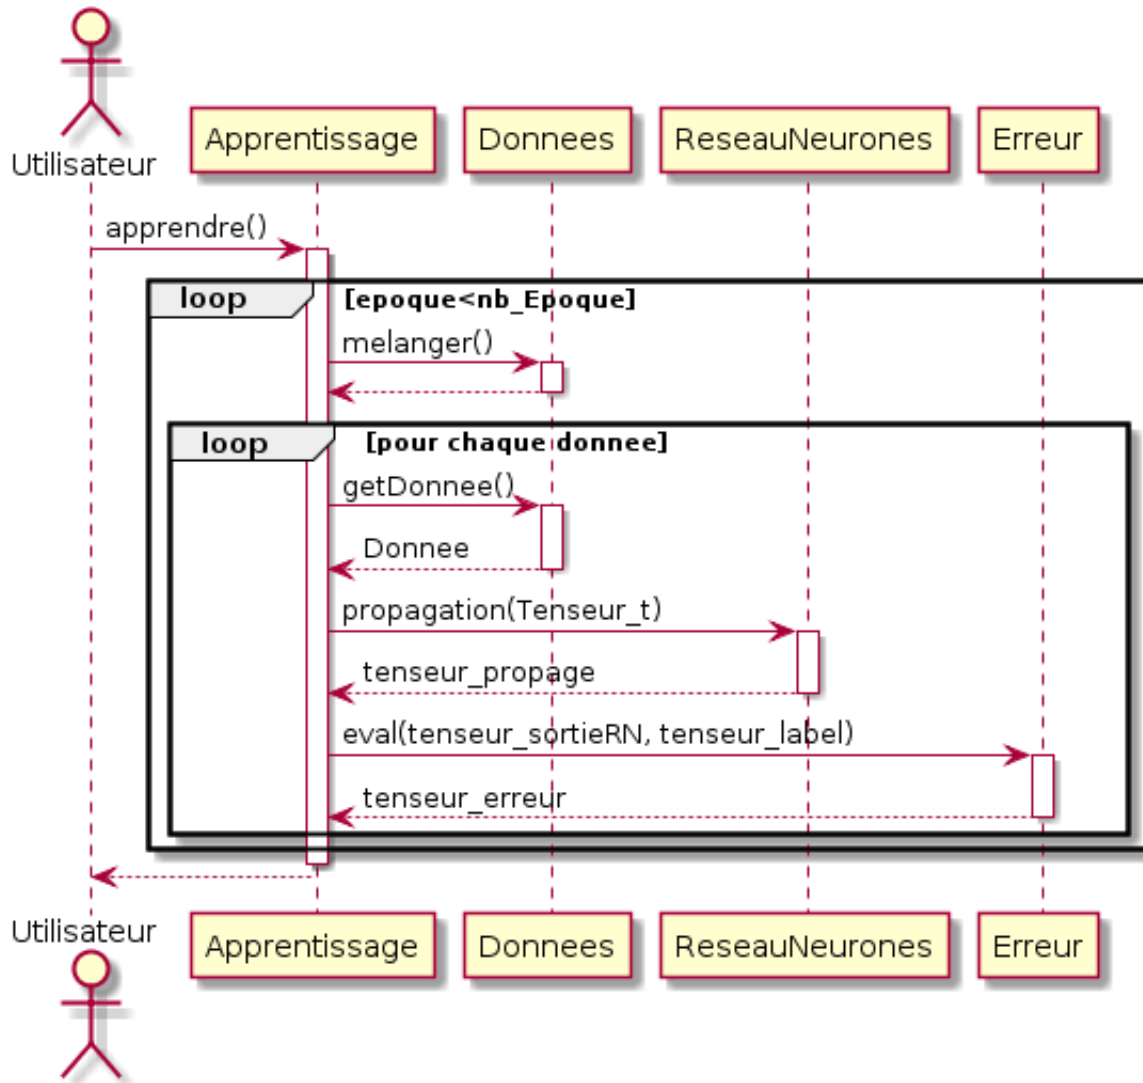 Utilisateur
Apprentissage
Donnees
ReseauNeurones
Erreur
apprendre()
loop
[epoque<nb_Epoque]
melanger()
loop
[pour chaque donnee]
getDonnee()
Donnee
propagation(Tenseur_t)
tenseur_propage
eval(tenseur_sortieRN, tenseur_label)
tenseur_erreur
Utilisateur
Apprentissage
Donnees
ReseauNeurones
Erreur